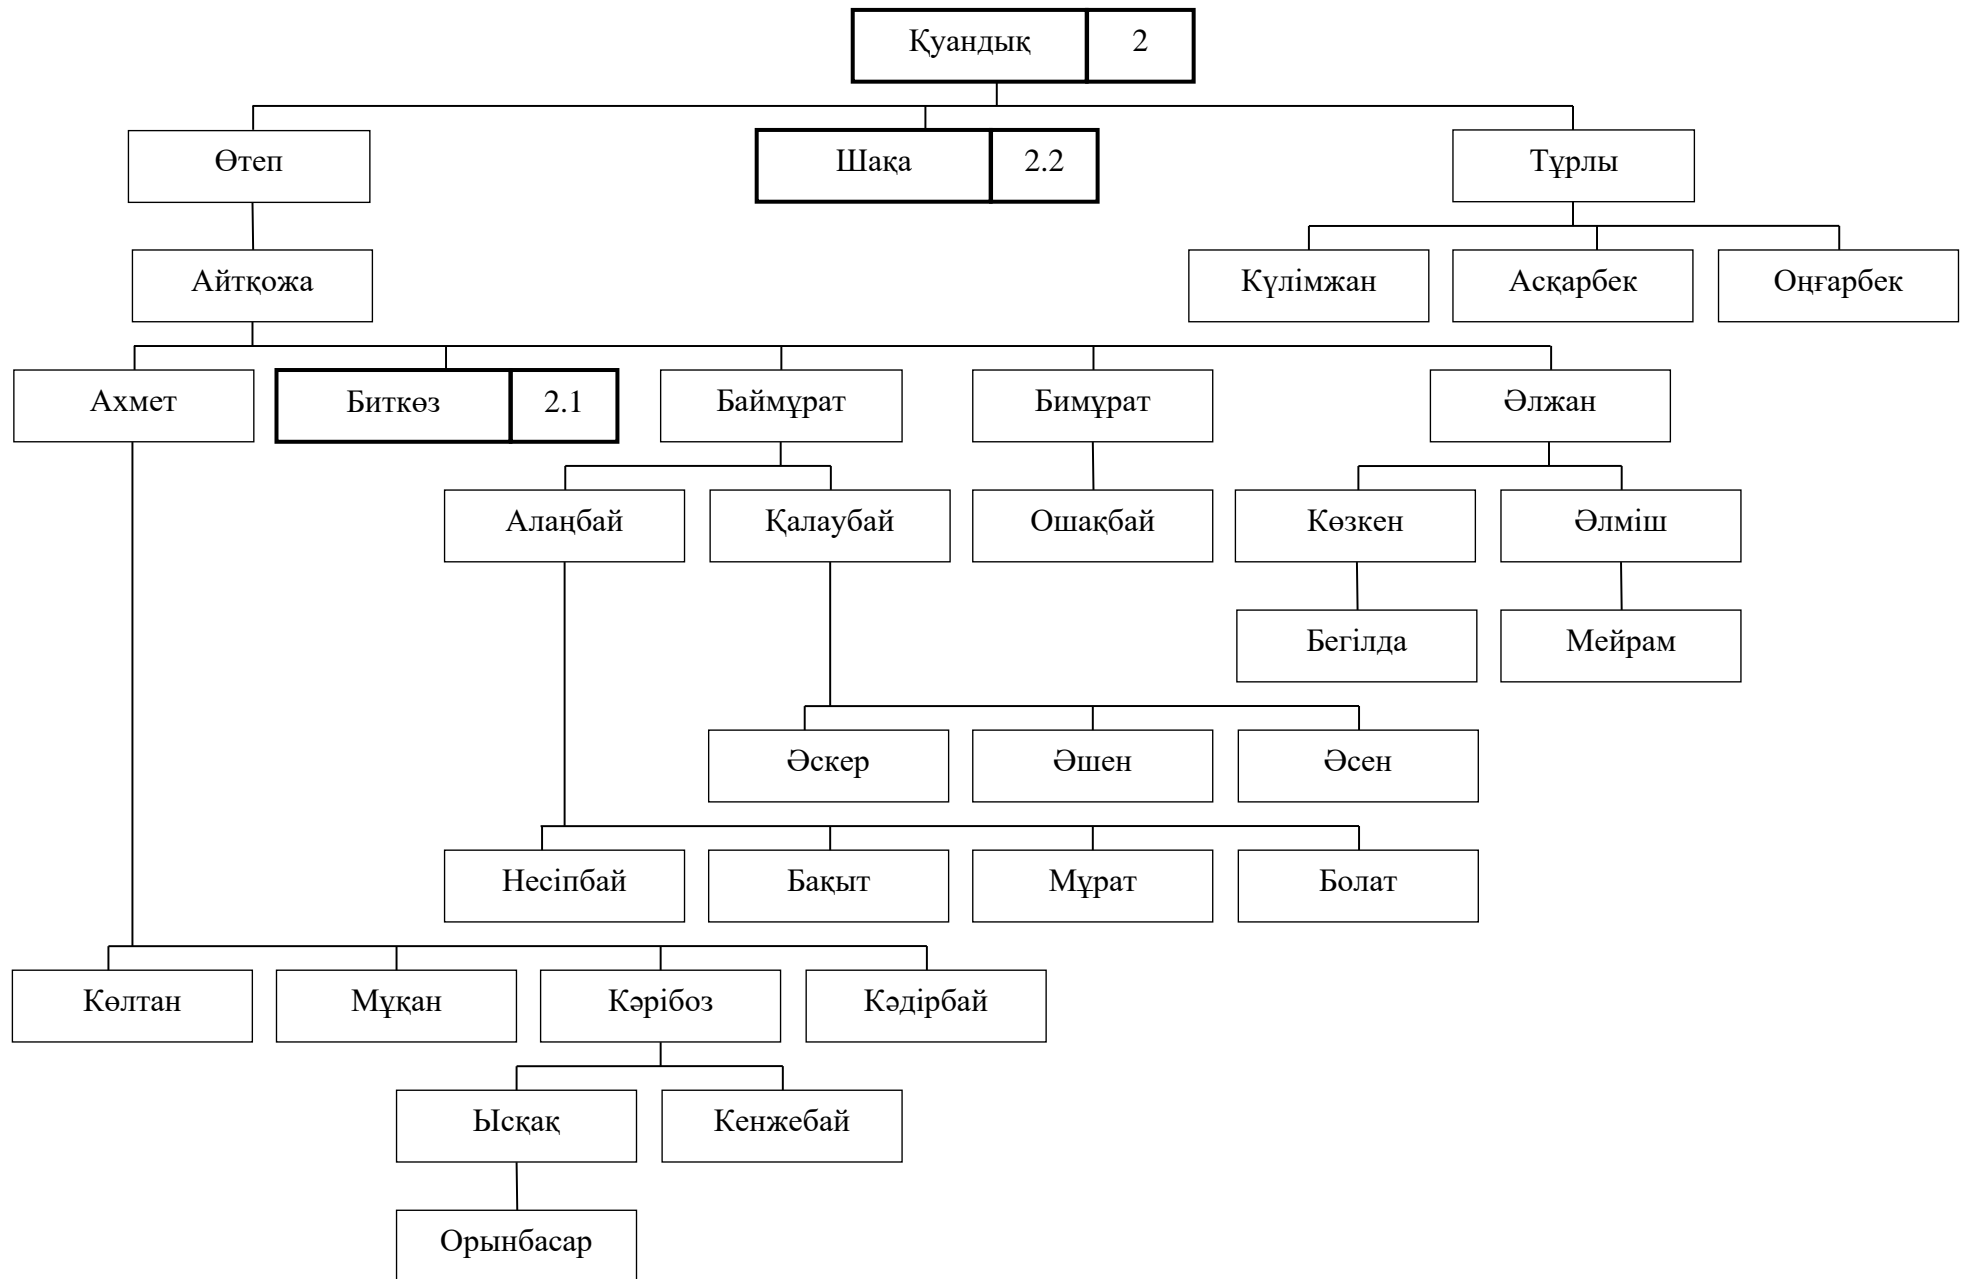 Қуандық 2
Өтеп
Шақа 2.2
Тұрлы
Айтқожа
Күлімжан
Асқарбек
Оңғарбек
Ахмет
Биткөз 2.1
Баймұрат
Бимұрат
Әлжан
Алаңбай
Қалаубай
Ошақбай
Көзкен
Әлміш
Бегілда
Мейрам
Әскер
Әшен
Әсен
Несіпбай
Бақыт
Мұрат
Болат
Көлтан
Мұқан
Кәрібоз
Кәдірбай
Ысқақ
Кенжебай
Орынбасар